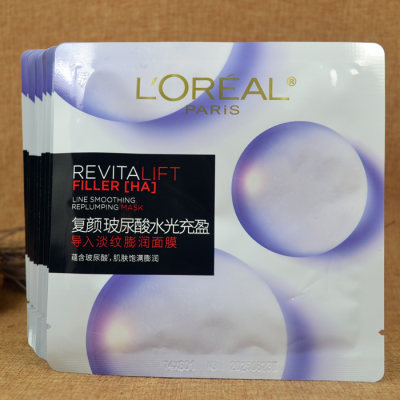 L'ORÉAL®
PARiS
REVITALIFT
FILLER [HA]
LINE SMOOTHING
REPLUMPING MASK
复颜玻尿酸水光充盈
导入淡纹膨润面膜
蕴含玻尿酸¹,肌肤饱满膨润